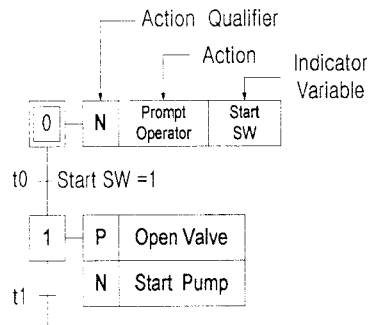 Action Qualifier
Action
Indicator
Variable
0 N Prompt Operator Start SW
t0 Start SW =1
1 P Open Valve
N Start Pump
t1